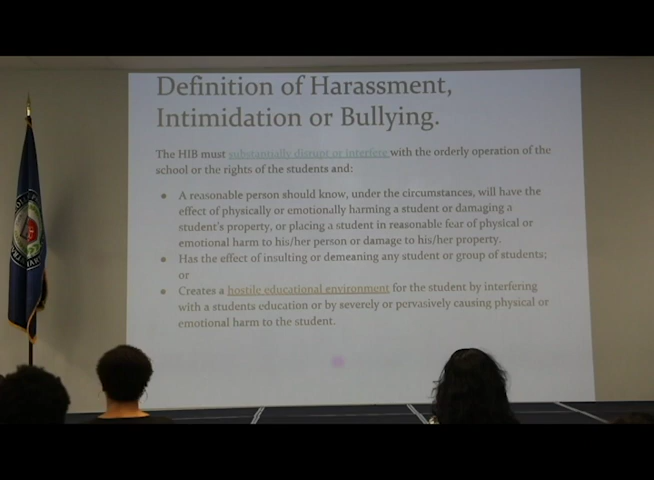 Definition of Harassment,
Intimidation or Bullying.
The HIB must substantially disrupt or interfere with the orderly operation of the
school or the rights of the students and:
• A reasonable person should know, under the circumstances, will have the
effect of physically or emotionally harming a student or damaging a
student's property, or placing a student in reasonable fear of physical or
emotional harm to his/her person or damage to his/her property.
• Has the effect of insulting or demeaning any student or group of students;
or
• Creates a hostile educational environment for the student by interfering
with a students education or by severely or pervasively causing physical or
emotional harm to the student.